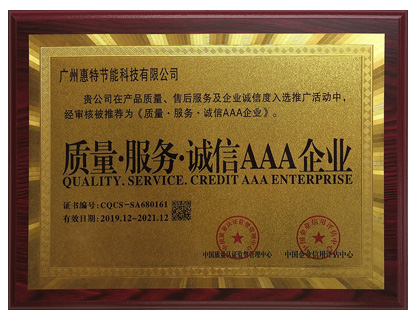 广州惠特节能科技有限公司
贵公司在产品质量、售后服务及企业诚信度入选推广活动中，
经审核被推荐为《质量·服务·诚信AAA企业》。
质量·服务·诚信AAA企业
QUALITY. SERVICE. CREDIT AAA ENTERPRISE
证书编号:CQCS-SA680161
有效日期:2019.12-2021.12
中国质量认证监督管理中心
中国企业信用评估中心